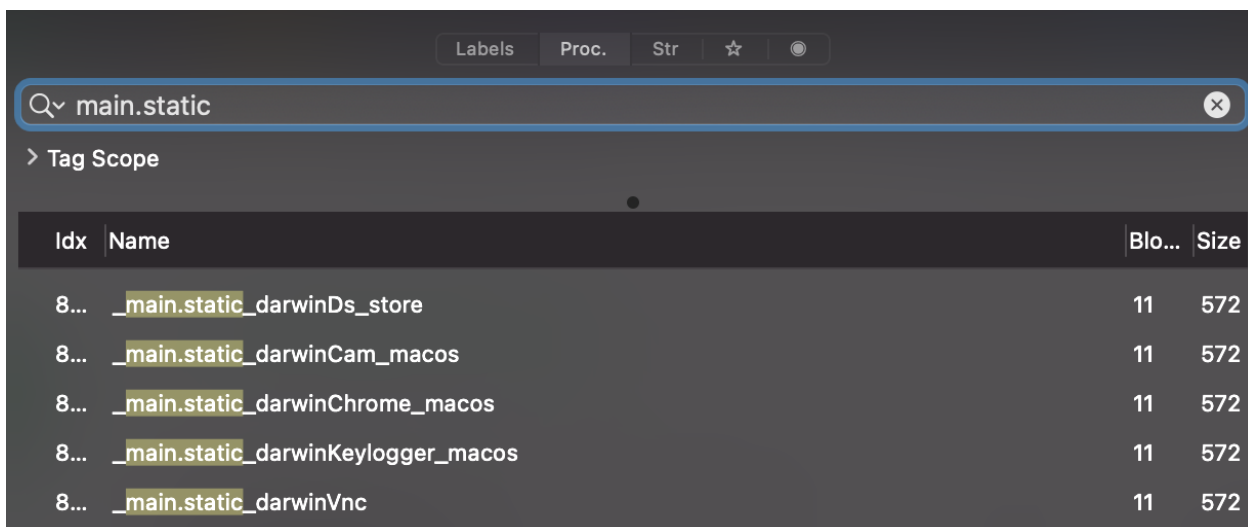 Labels Proc. Str
main.static
Tag Scope
Idx Name Blo... Size
8... _main.static_darwinDs_store 11 572
8... _main.static_darwinCam_macos 11 572
8... _main.static_darwinChrome_macos 11 572
8... _main.static_darwinKeylogger_macos 11 572
8... _main.static_darwinVnc 11 572